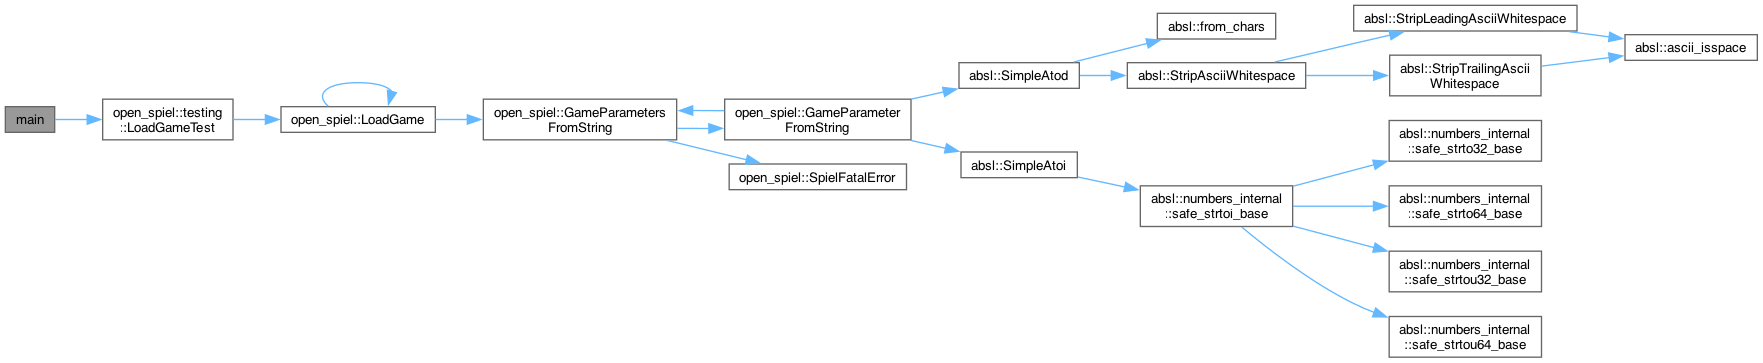 main
open_spiel::testing
::LoadGameTest
open_spiel::LoadGame
open_spiel::GameParameters
FromString
open_spiel::GameParameter
FromString
open_spiel::SpielFatalError
absl::SimpleAtod
absl::SimpleAtoi
absl::from_chars
absl::StripAsciiWhitespace
absl::numbers_internal
::safe_strtoi_base
absl::StripLeadingAsciiWhitespace
absl::StripTrailingAscii
Whitespace
absl::numbers_internal
::safe_strto32_base
absl::numbers_internal
::safe_strto64_base
absl::numbers_internal
::safe_strtou32_base
absl::numbers_internal
::safe_strtou64_base
absl::ascii_isspace